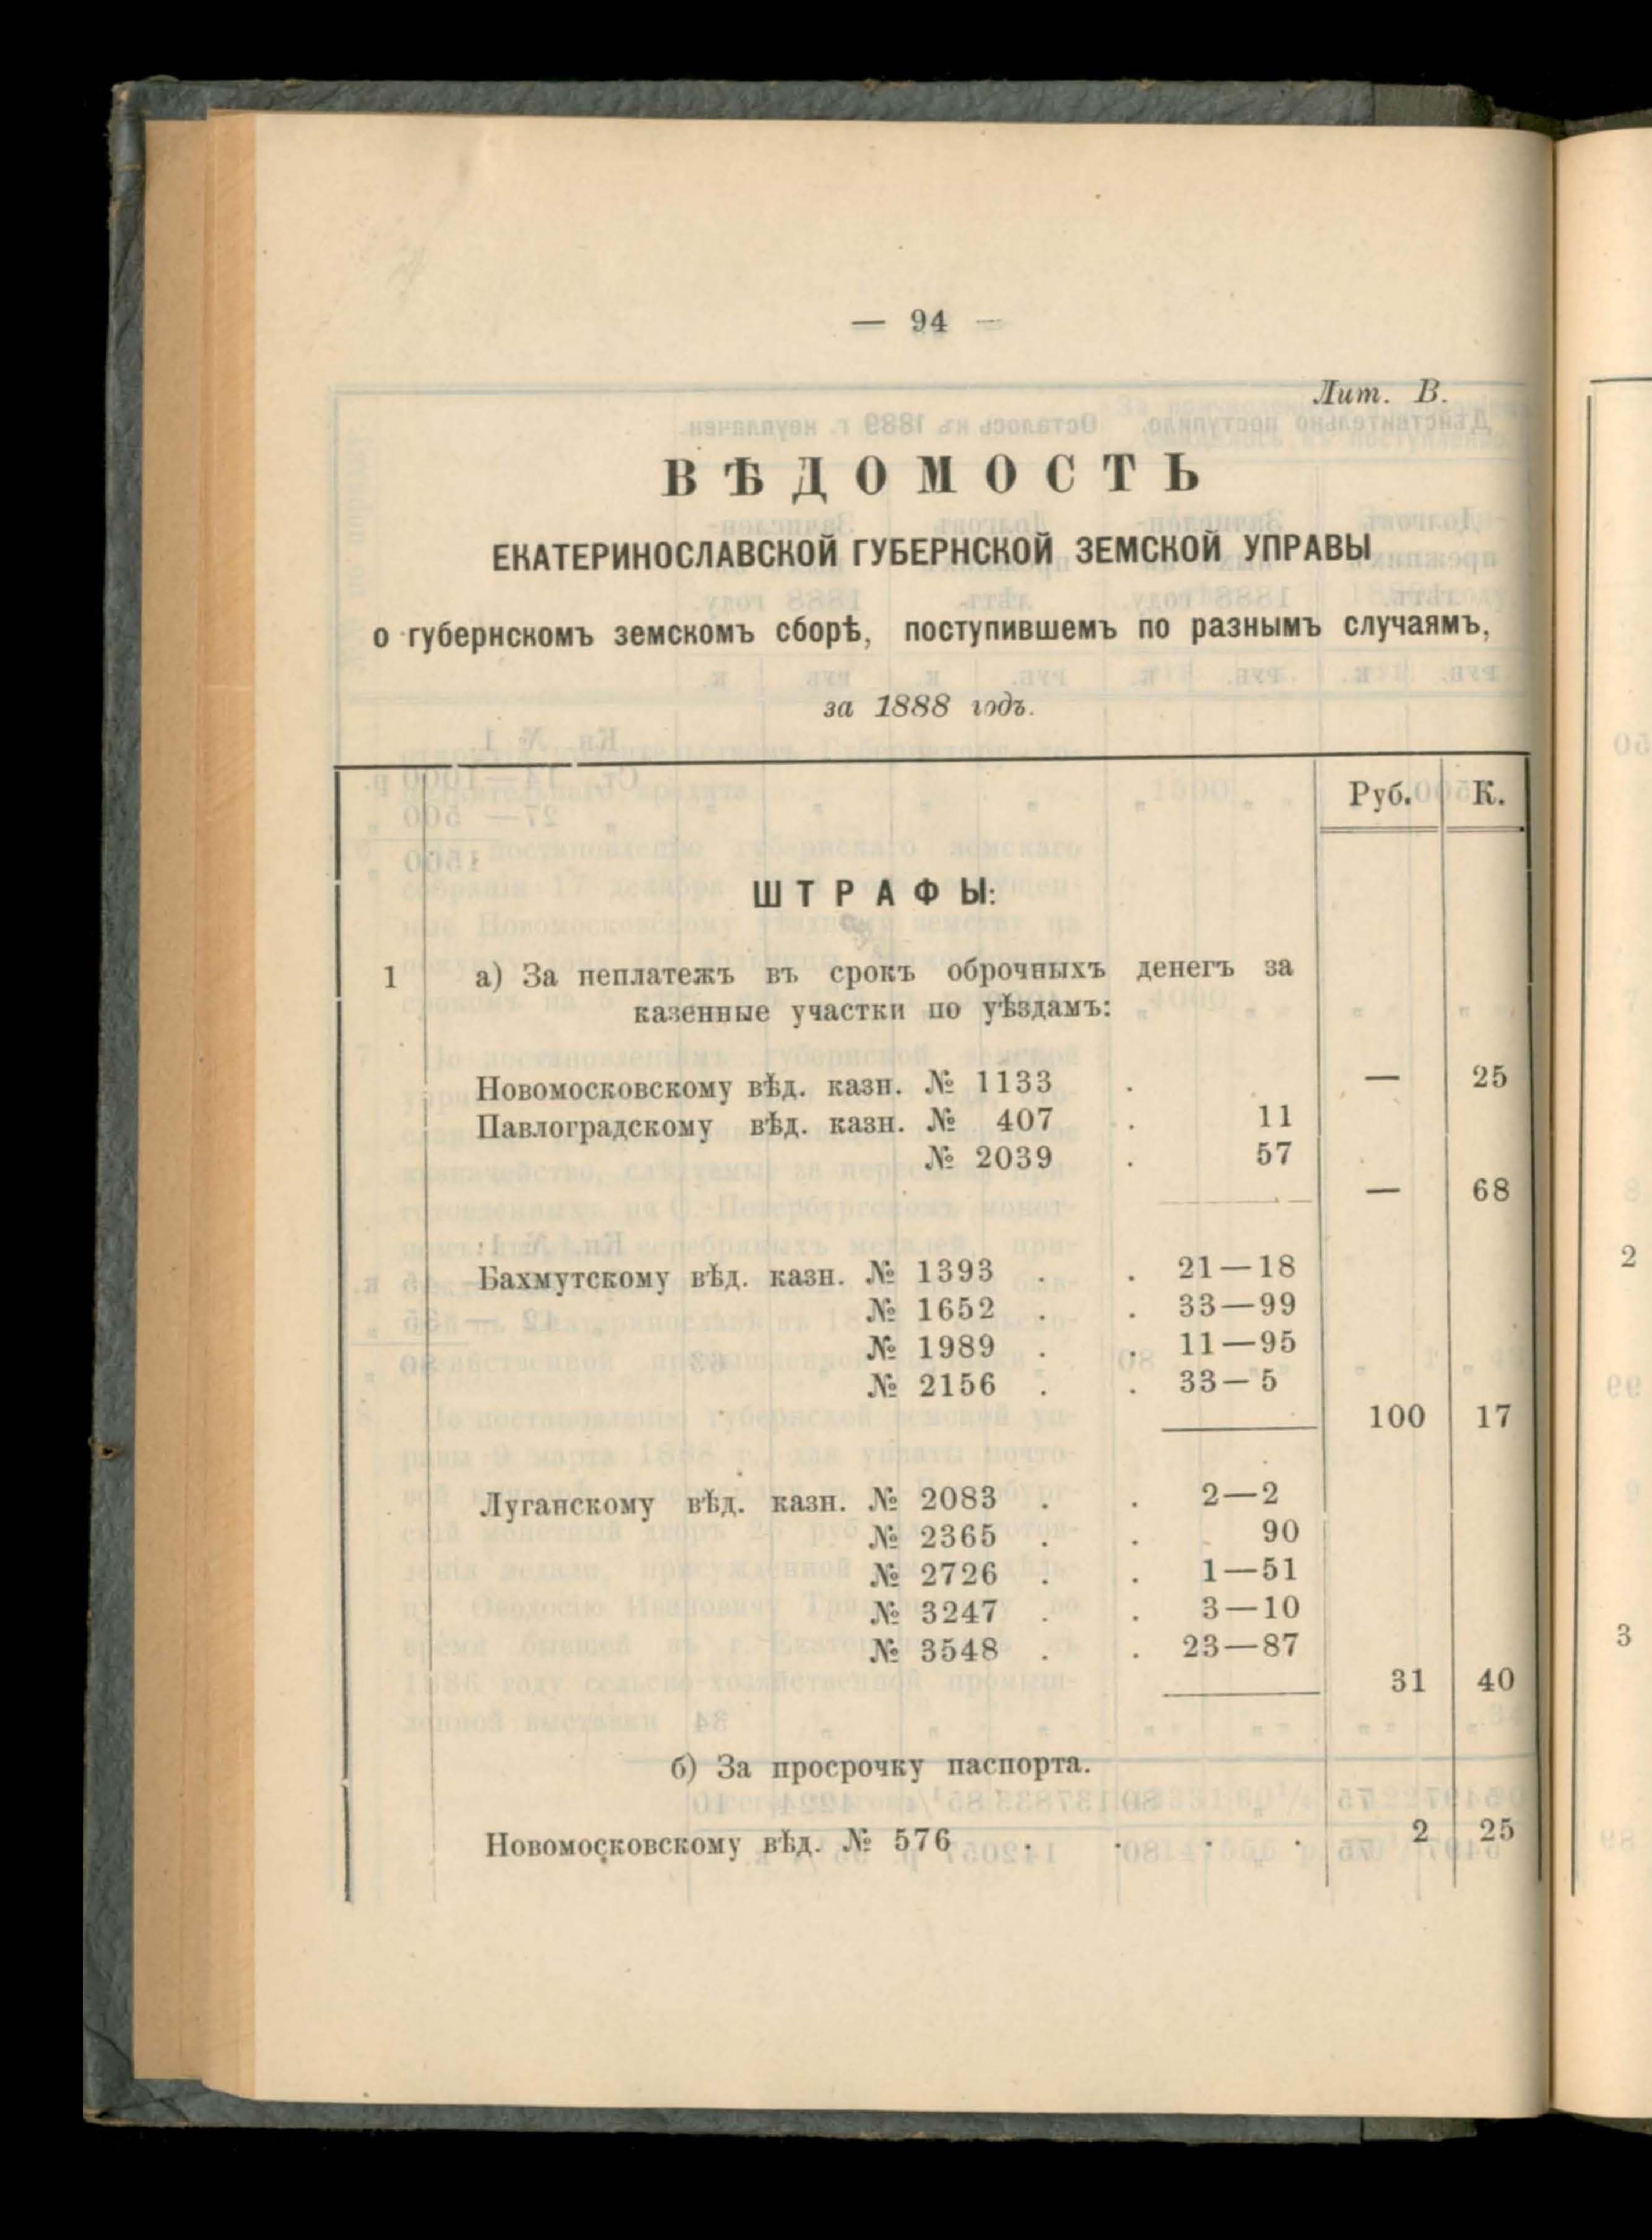 — 94 —
Лит. В.
ВѢДОМОСТЬ
ЕКАТЕРИНОСЛАВСКОЙ ГУБЕРНСКОЙ ЗЕМСКОЙ УПРАВЫ
о губернскомъ земскомъ сборѣ, поступившемъ по разнымъ случаямъ,
за 1888 годъ.
Руб. К.
ШТРАФЫ:
1 а) За неплатежъ въ срокъ оброчныхъ денегъ за
казенные участки по уѣздамъ:
Новомосковскому вѣд. казн. № 1133 . — 25
Павлоградскому вѣд. казн. № 407 . 11
№ 2039 . 57
— 68
Бахмутскому вѣд. казн. № 1393 . . 21—18
№ 1652 . . 33—99
№ 1989 . . 11—95
№ 2156 . . 33—5
100 17
Луганскому вѣд. казн. № 2083 . . 2—2
№ 2365 . . 90
№ 2726 . . 1—51
№ 3247 . . 3—10
№ 3548 . . 23—87
31 40
б) За просрочку паспорта.
Новомосковскому вѣд. № 576 . . . . 2 25